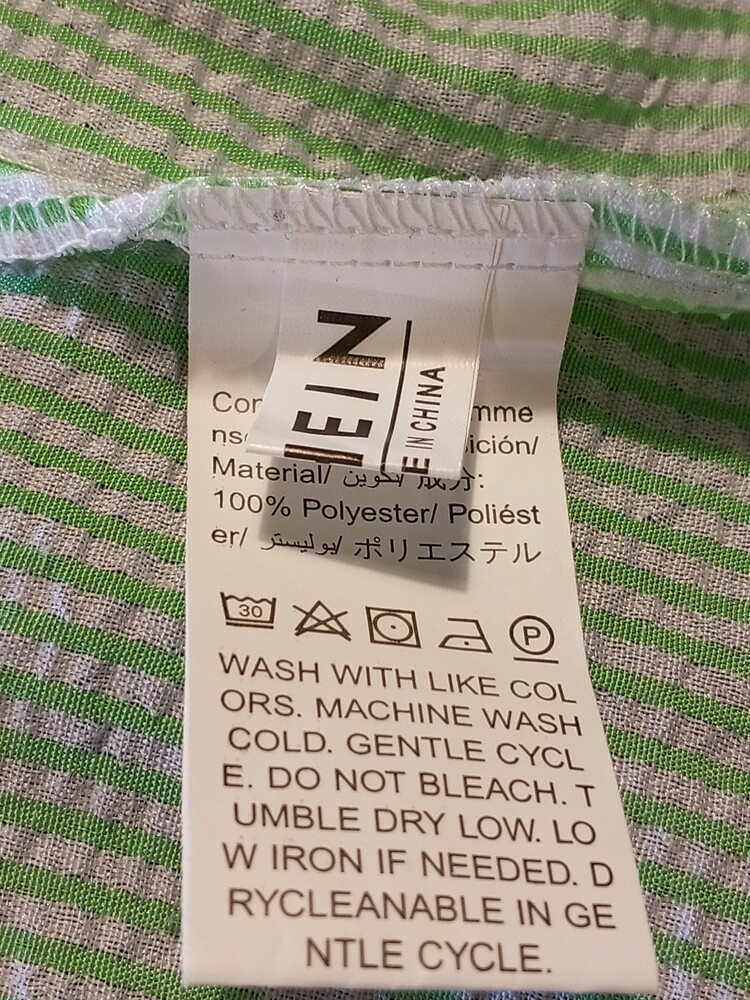 EIN
E IN CHINA
Material/ تكوين/ 成分:
100% Polyester/ Poliést
er/ بوليستر/ ポリエステル
30
P
WASH WITH LIKE COL
ORS. MACHINE WASH
COLD. GENTLE CYCL
E. DO NOT BLEACH. T
UMBLE DRY LOW. LO
W IRON IF NEEDED. D
RYCLEANABLE IN GE
NTLE CYCLE.